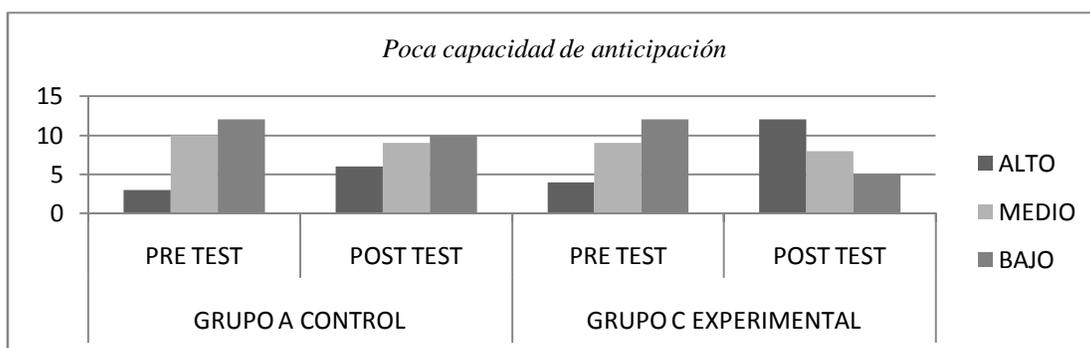 Poca capacidad de anticipación
15
10
5
0
PRE TEST POST TEST PRE TEST POST TEST
GRUPO A CONTROL GRUPO C EXPERIMENTAL
ALTO
MEDIO
BAJO